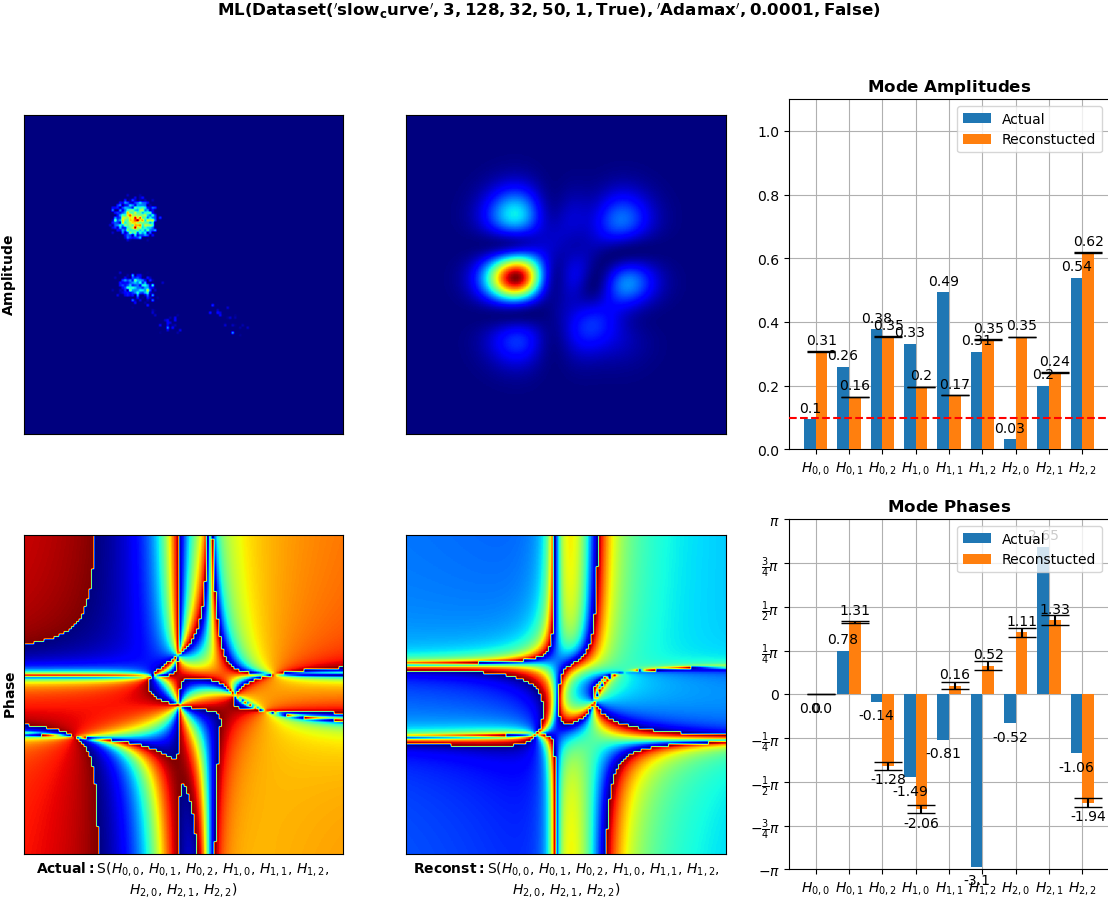 ML(Dataset('slow_curve', 3, 128, 32, 50, 1, True), 'Adamax', 0.0001, False)
Amplitude
Mode Amplitudes
Actual
Reconstucted
1.0
0.8
0.6
0.4
0.2
0.0
0.1
0.31
0.26
0.16
0.38
0.35
0.33
0.2
0.49
0.17
0.31
0.35
0.03
0.35
0.2
0.24
0.54
0.62
H0,0 H0,1 H0,2 H1,0 H1,1 H1,2 H2,0 H2,1 H2,2
Phase
Actual: S(H0,0, H0,1, H0,2, H1,0, H1,1, H1,2,
H2,0, H2,1, H2,2)
Reconst: S(H0,0, H0,1, H0,2, H1,0, H1,1, H1,2,
H2,0, H2,1, H2,2)
Mode Phases
Actual
Reconstucted
π
3/4π
1/2π
1/4π
0
−1/4π
−1/2π
−3/4π
−π
0.0
0.0
0.78
1.31
-0.14
-1.28
-1.49
-2.06
-0.81
0.16
-3.1
0.52
-0.52
1.11
1.33
-1.06
-1.94
H0,0 H0,1 H0,2 H1,0 H1,1 H1,2 H2,0 H2,1 H2,2